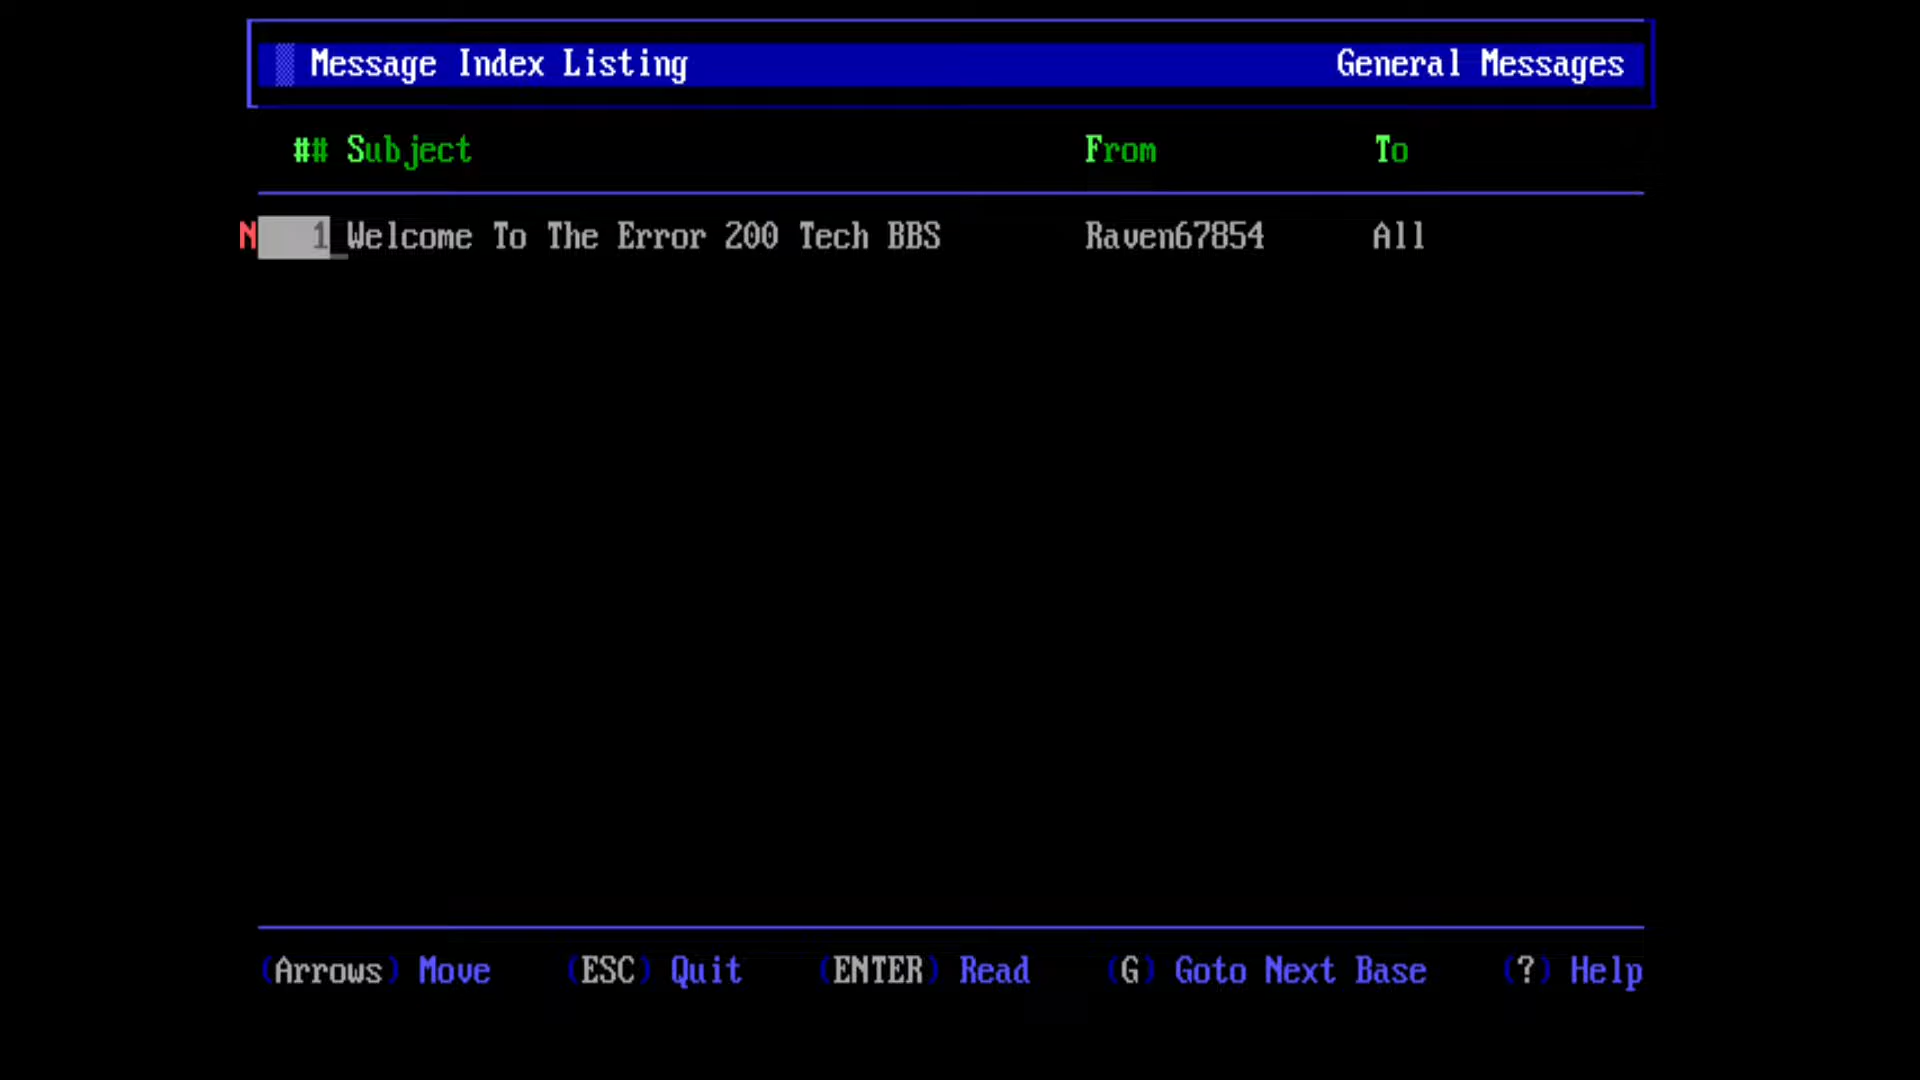 Message Index Listing General Messages
## Subject From To
N 1 Welcome To The Error 200 Tech BBS Raven67854 All
(Arrows) Move (ESC) Quit (ENTER) Read (G) Goto Next Base (?) Help